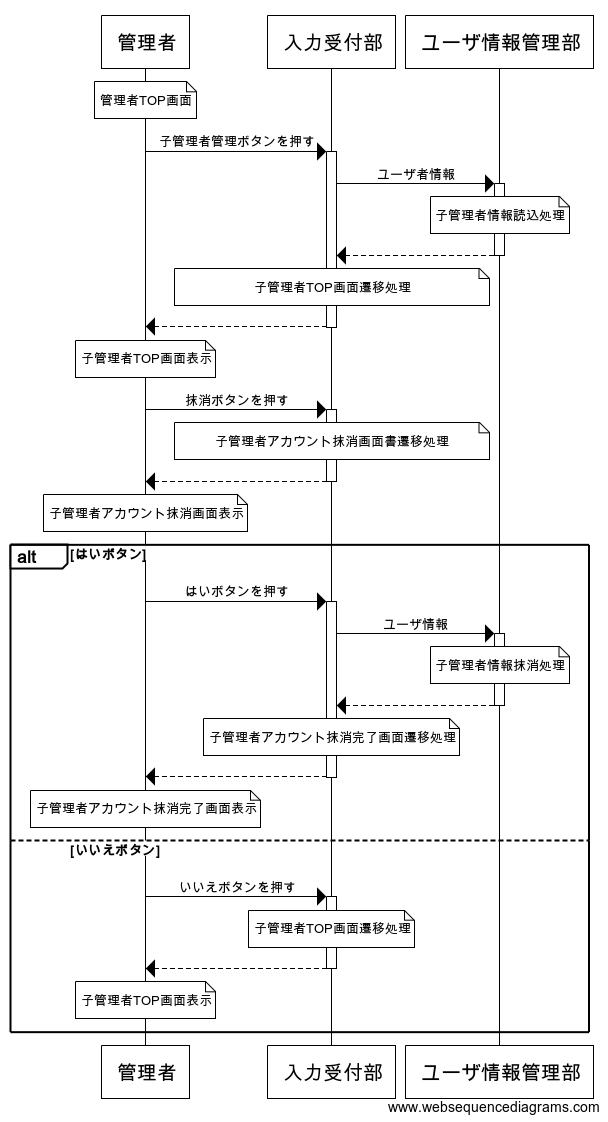 管理者
入力受付部
ユーザ情報管理部
管理者TOP画面
子管理者管理ボタンを押す
ユーザ者情報
子管理者情報読込処理
子管理者TOP画面遷移処理
子管理者TOP画面表示
抹消ボタンを押す
子管理者アカウント抹消画面書遷移処理
子管理者アカウント抹消画面表示
alt
[はいボタン]
はいボタンを押す
ユーザ情報
子管理者情報抹消処理
子管理者アカウント抹消完了画面遷移処理
子管理者アカウント抹消完了画面表示
[いいえボタン]
いいえボタンを押す
子管理者TOP画面遷移処理
子管理者TOP画面表示
管理者
入力受付部
ユーザ情報管理部
www.websequencediagrams.com